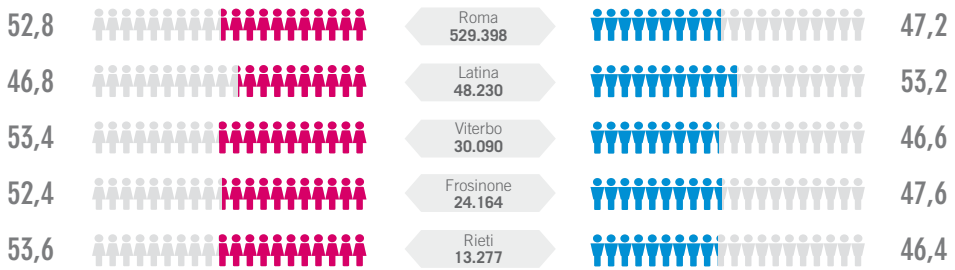 52,8 Roma 47,2
529.398
46,8 Latina 53,2
48.230
53,4 Viterbo 46,6
30.090
52,4 Frosinone 47,6
24.164
53,6 Rieti 46,4
13.277